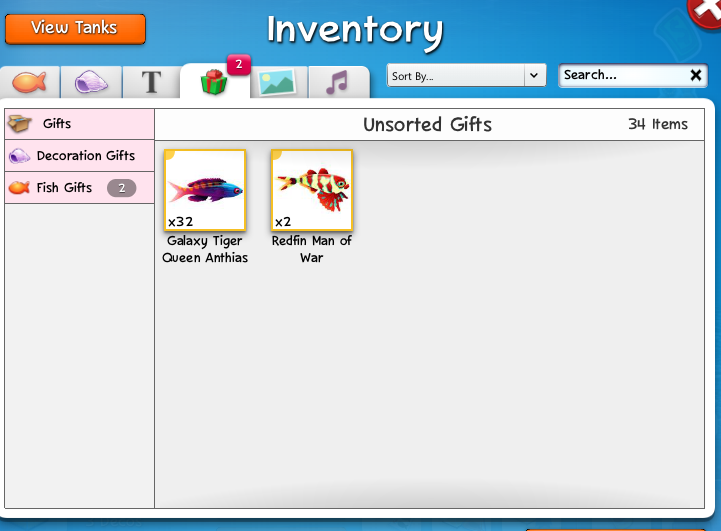 View Tanks
Inventory
T
2
Sort By...
Search...
Gifts
Unsorted Gifts
34 Items
Decoration Gifts
Fish Gifts 2
x32
x2
Galaxy Tiger
Queen Anthias
Redfin Man of
War